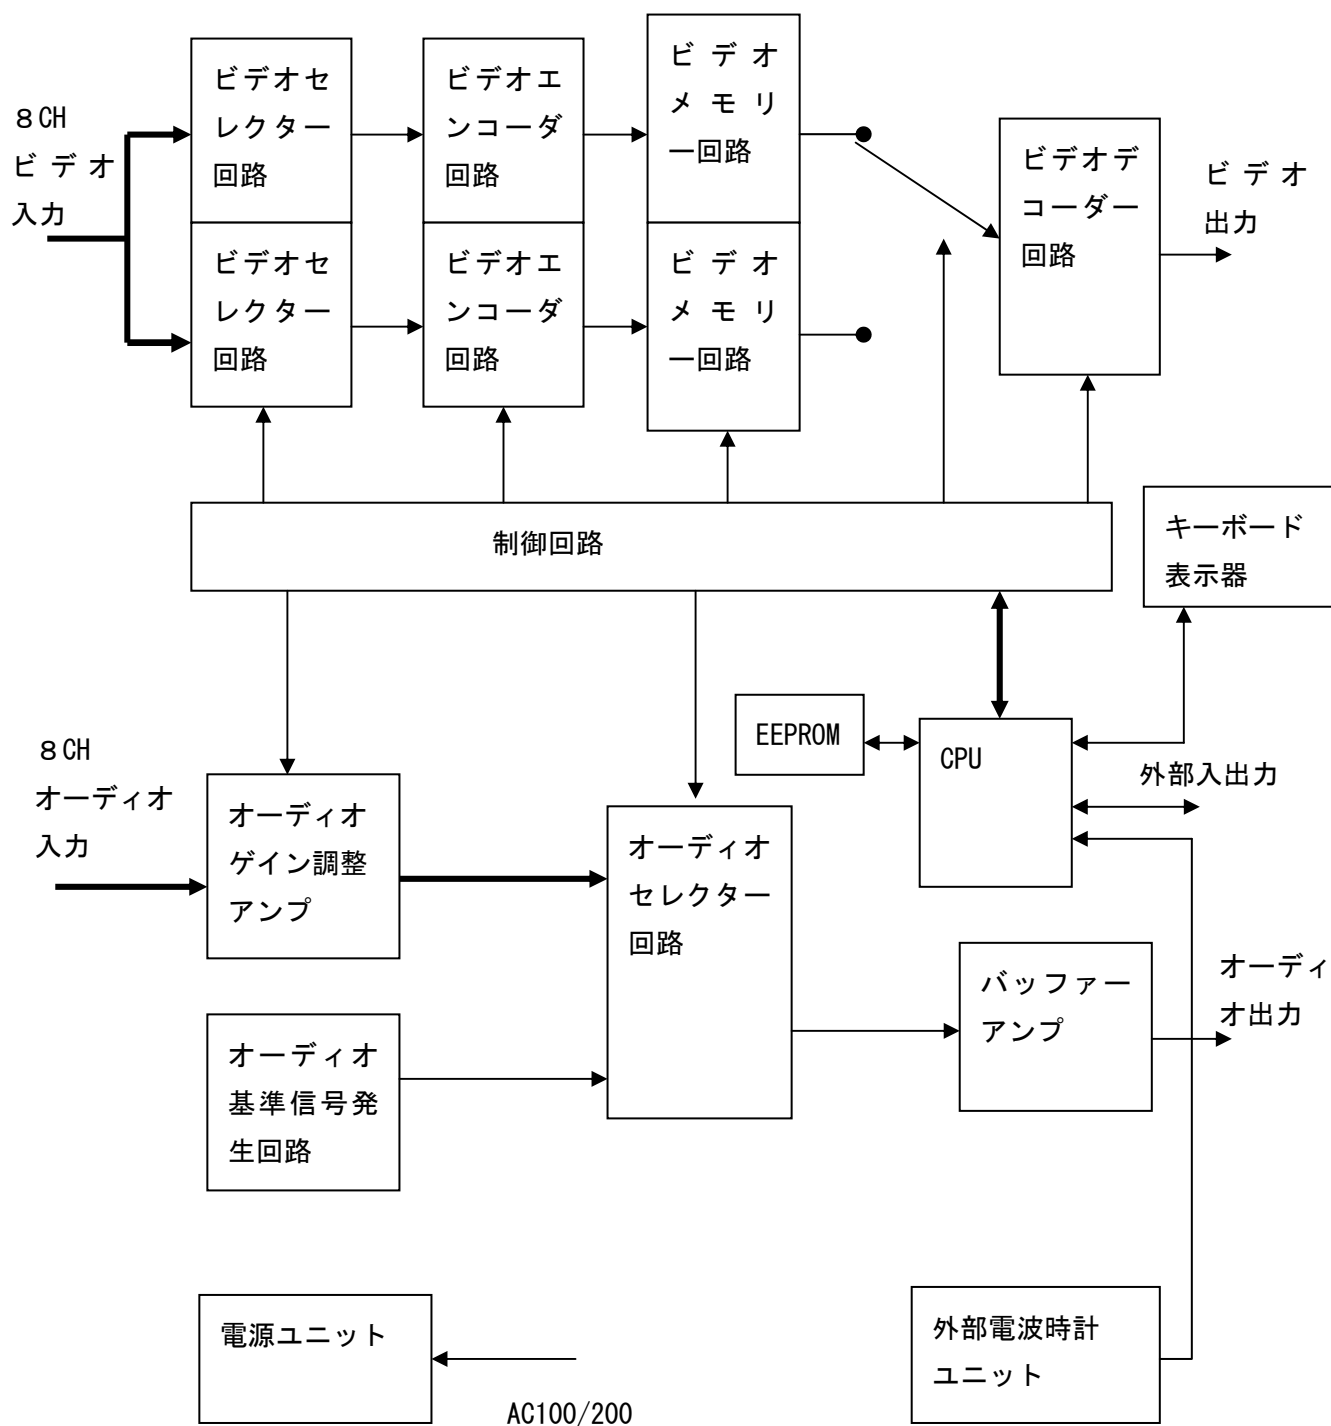 8CH
ビデオ
入力
ビデオセ
レクター
回路
ビデオエ
ンコーダ
回路
ビデオ
メモリ
ー回路
ビデオデ
コーダー
回路
ビデオ
出力
ビデオセ
レクター
回路
ビデオエ
ンコーダ
回路
ビデオ
メモリ
ー回路
制御回路
キーボード
表示器
EEPROM
CPU
外部入出力
8CH
オーディオ
入力
オーディオ
ゲイン調整
アンプ
オーディオ
セレクター
回路
バッファー
アンプ
オーディ
オ出力
オーディオ
基準信号発
生回路
電源ユニット
AC100/200
外部電波時計
ユニット